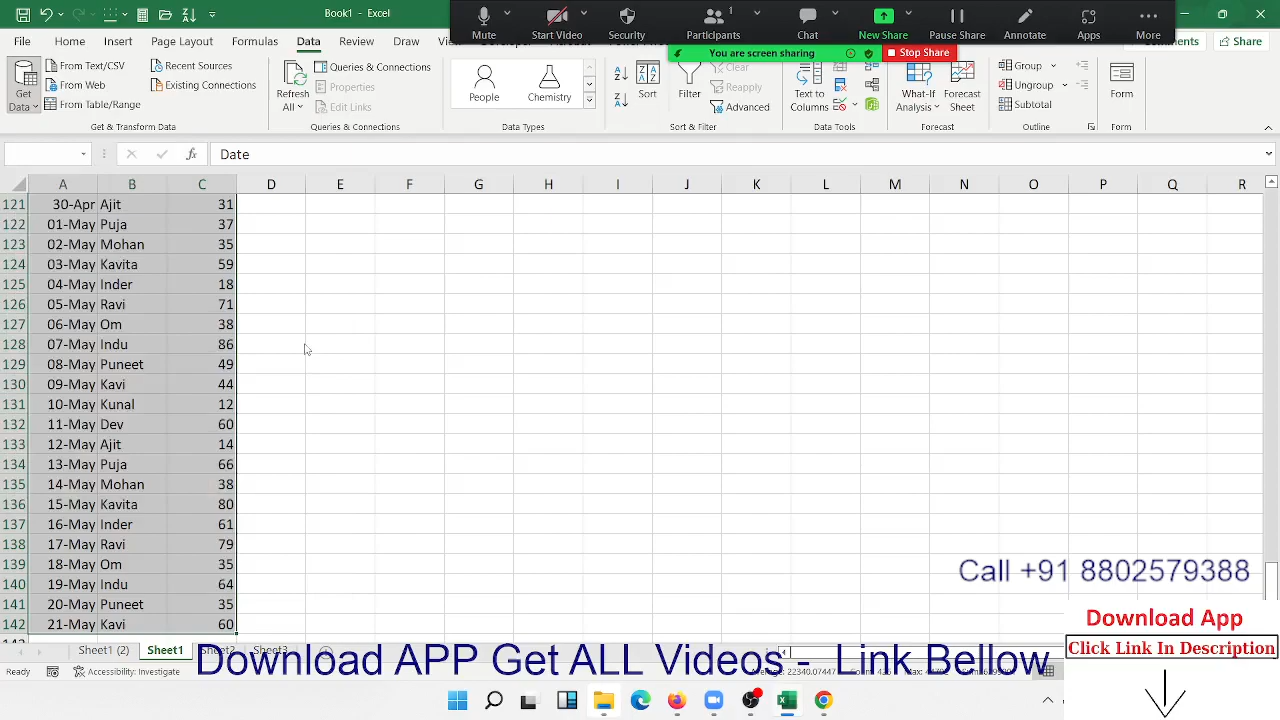 Book1 - Excel
Mute
Start Video
Security
Participants
1
Chat
New Share
Pause Share
Annotate
Apps
More
You are screen sharing
Stop Share
File
Home
Insert
Page Layout
Formulas
Data
Review
Draw
View
Comments
Share
Get
Data
From Text/CSV
From Web
From Table/Range
Recent Sources
Existing Connections
Get & Transform Data
Refresh
All
Queries & Connections
Properties
Edit Links
Queries & Connections
People
Chemistry
Data Types
Sort
Filter
Clear
Reapply
Advanced
Sort & Filter
Text to
Columns
Data Tools
What-If
Analysis
Forecast
Sheet
Forecast
Group
Ungroup
Subtotal
Outline
Form
Form
Date
A B C D E F G H I J K L M N O P Q R
121 30-Apr Ajit 31
122 01-May Puja 37
123 02-May Mohan 35
124 03-May Kavita 59
125 04-May Inder 18
126 05-May Ravi 71
127 06-May Om 38
128 07-May Indu 86
129 08-May Puneet 49
130 09-May Kavi 44
131 10-May Kunal 12
132 11-May Dev 60
133 12-May Ajit 14
134 13-May Puja 66
135 14-May Mohan 38
136 15-May Kavita 80
137 16-May Inder 61
138 17-May Ravi 79
139 18-May Om 35
140 19-May Indu 64
141 20-May Puneet 35
142 21-May Kavi 60
Call +91 8802579388
Download App
Click Link In Description
Sheet1 (2)
Sheet1
Sheet2
Sheet3
Download APP Get ALL Videos - Link Bellow
Ready
Accessibility: Investigate
Average: 22340.07447